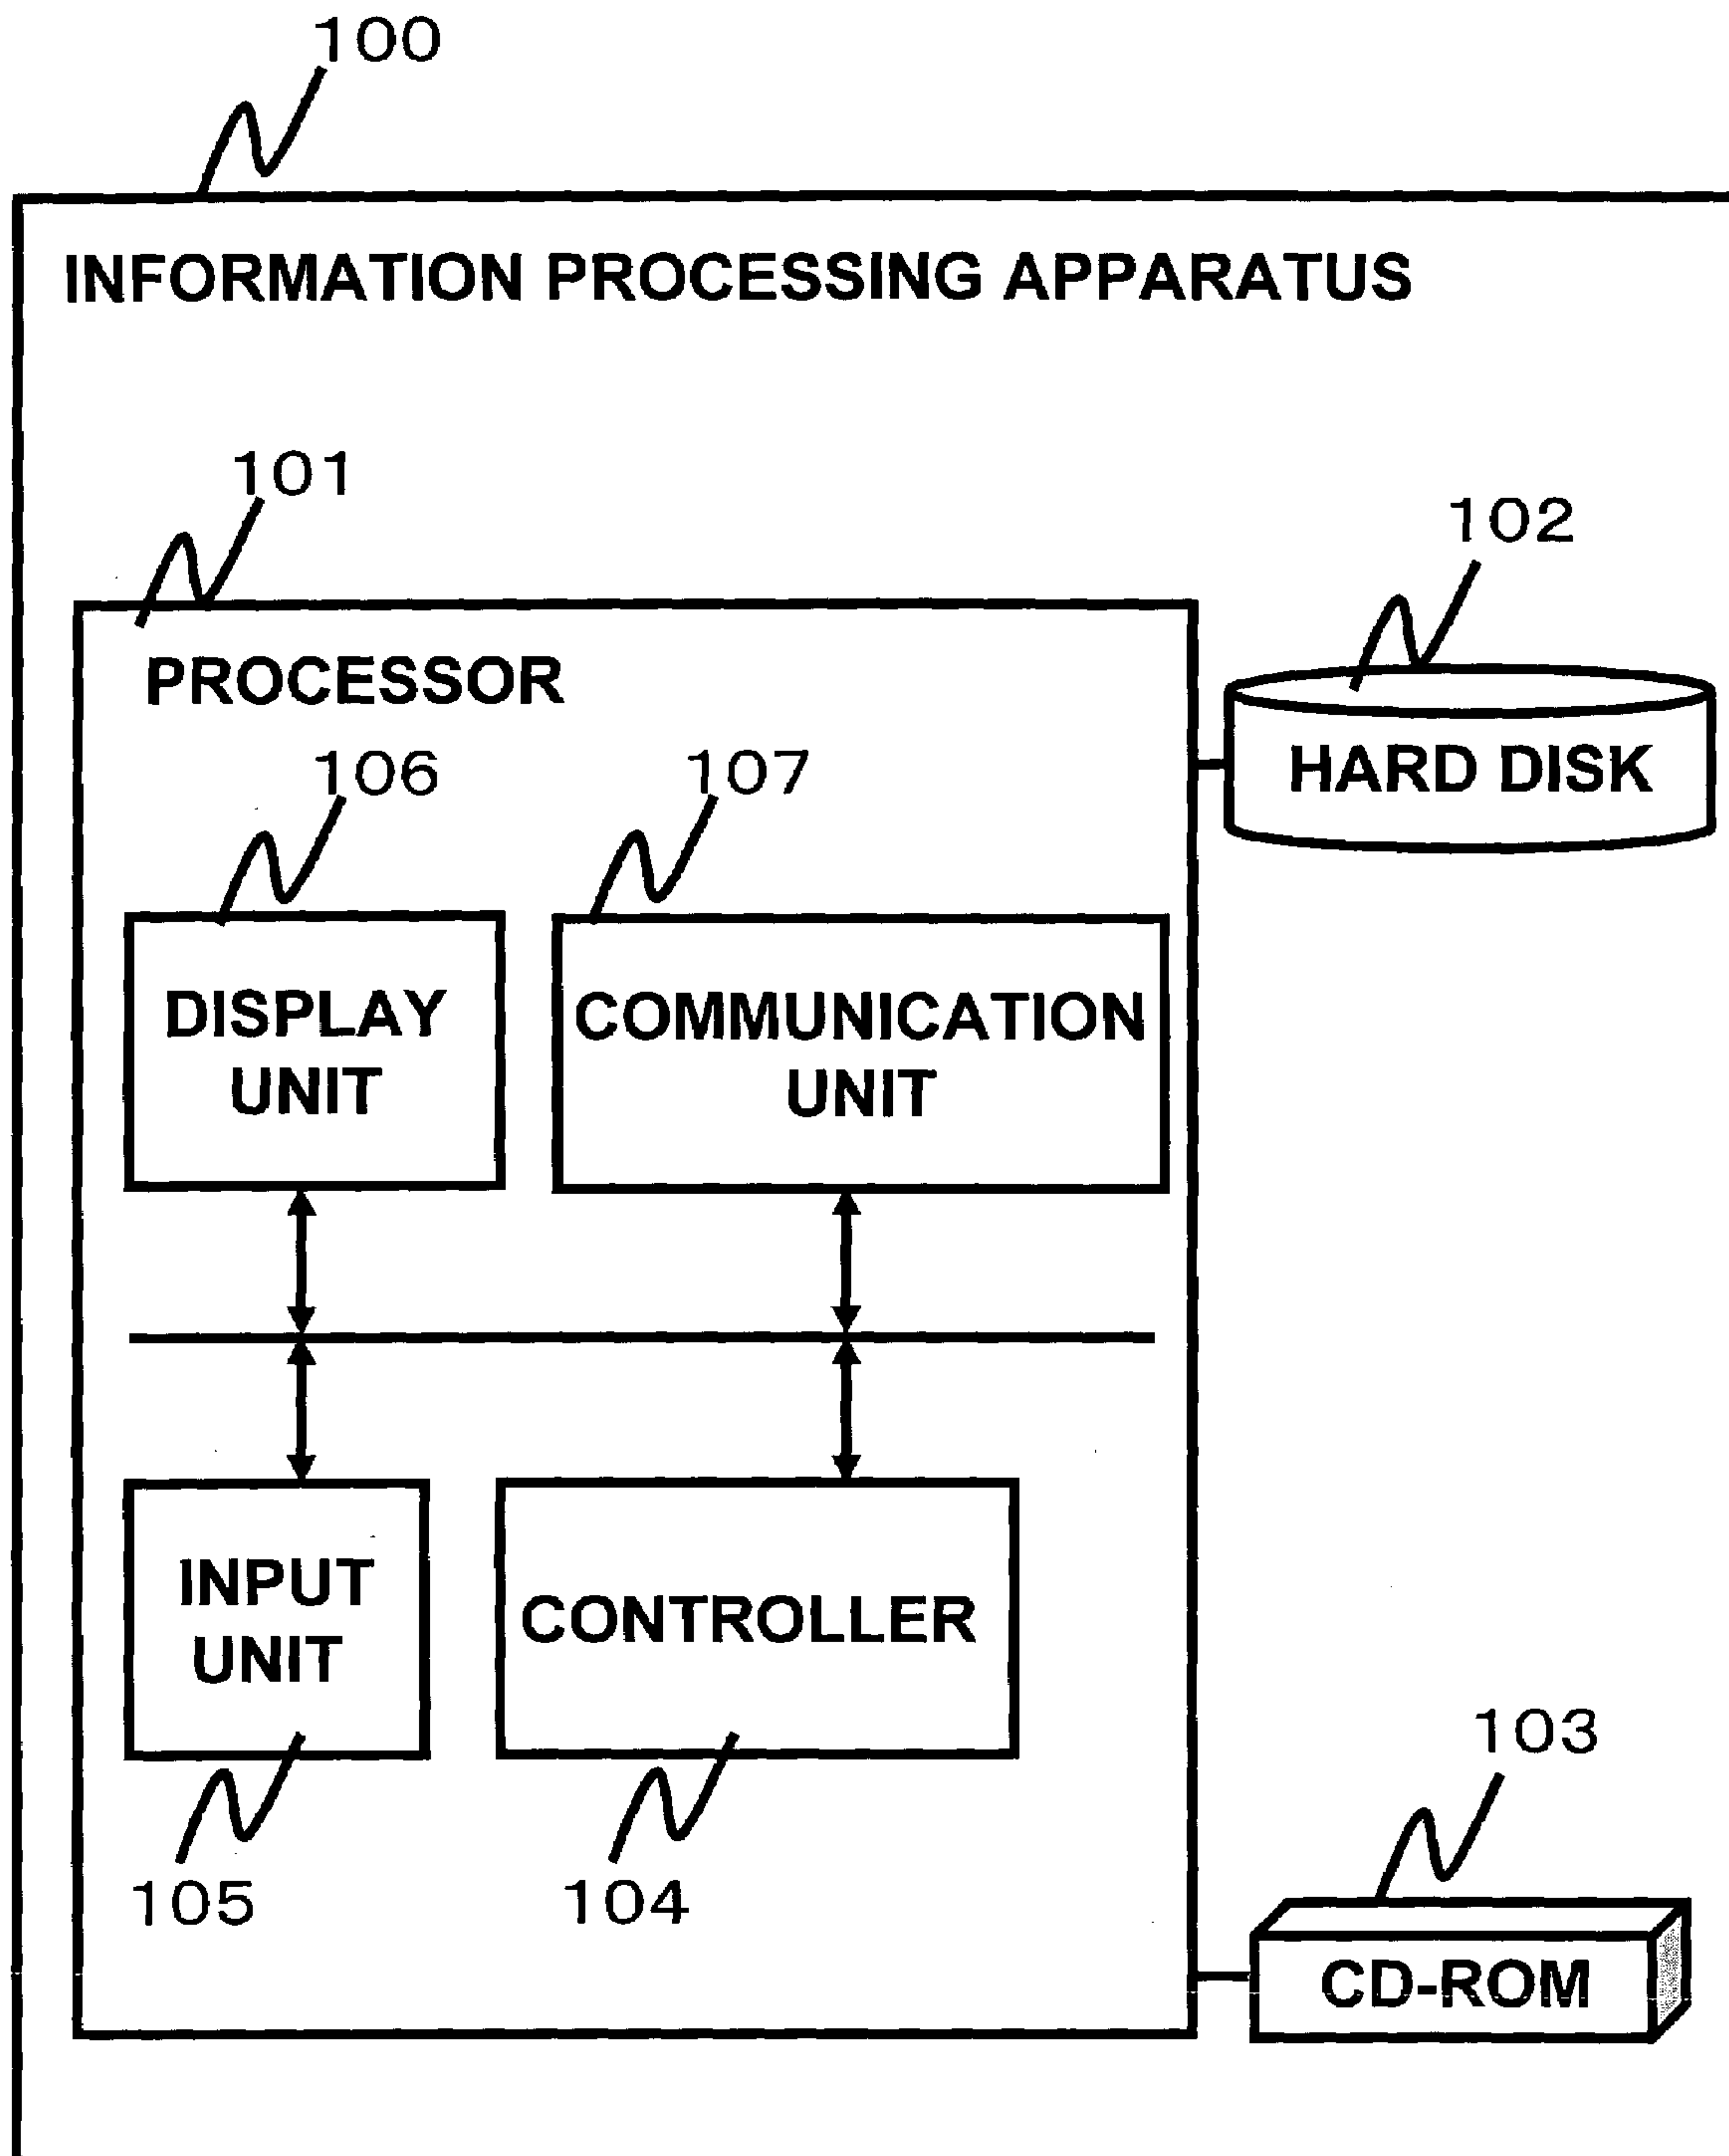 100
INFORMATION PROCESSING APPARATUS
101
102
PROCESSOR
HARD DISK
106
107
DISPLAY
UNIT
COMMUNICATION
UNIT
INPUT
UNIT
CONTROLLER
105
104
103
CD-ROM